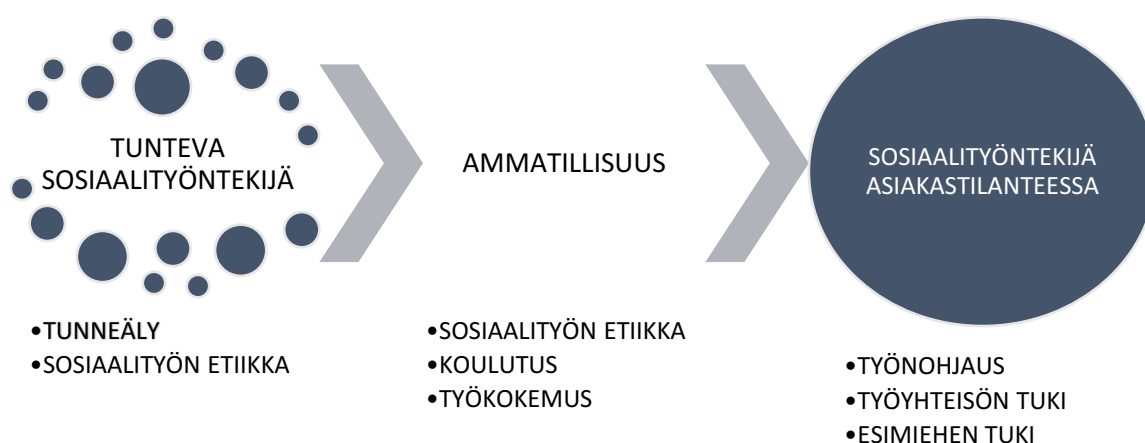 TUNTEVA
SOSIAALITYÖNTEKIJÄ
•TUNNEÄLY
•SOSIAALITYÖN ETIIKKA
AMMATILLISUUS
•SOSIAALITYÖN ETIIKKA
•KOULUTUS
•TYÖKOKEMUS
SOSIAALITYÖNTEKIJÄ
ASIAKASTILANTEESSA
•TYÖNOHJAUS
•TYÖYHTEISÖN TUKI
•ESIMIEHEN TUKI